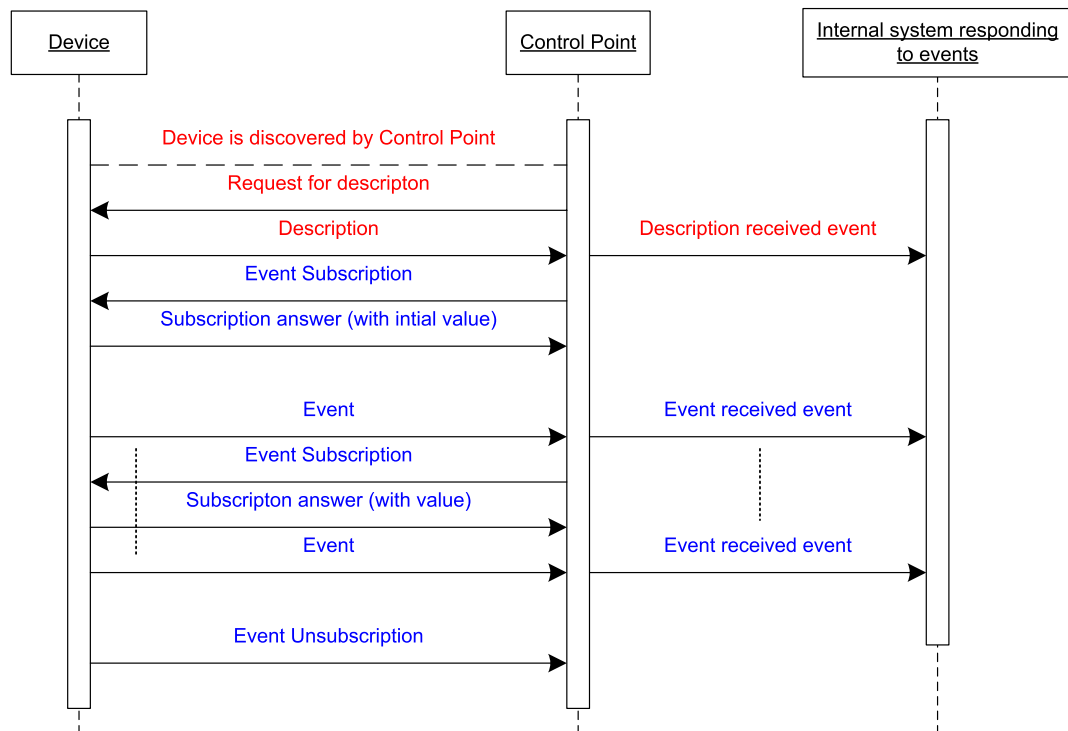 Device
Control Point
Internal system responding
to events
Device is discovered by Control Point
Request for descripton
Description
Description received event
Event Subscription
Subscription answer (with intial value)
Event
Event received event
Event Subscription
Subscripton answer (with value)
Event
Event received event
Event Unsubscription